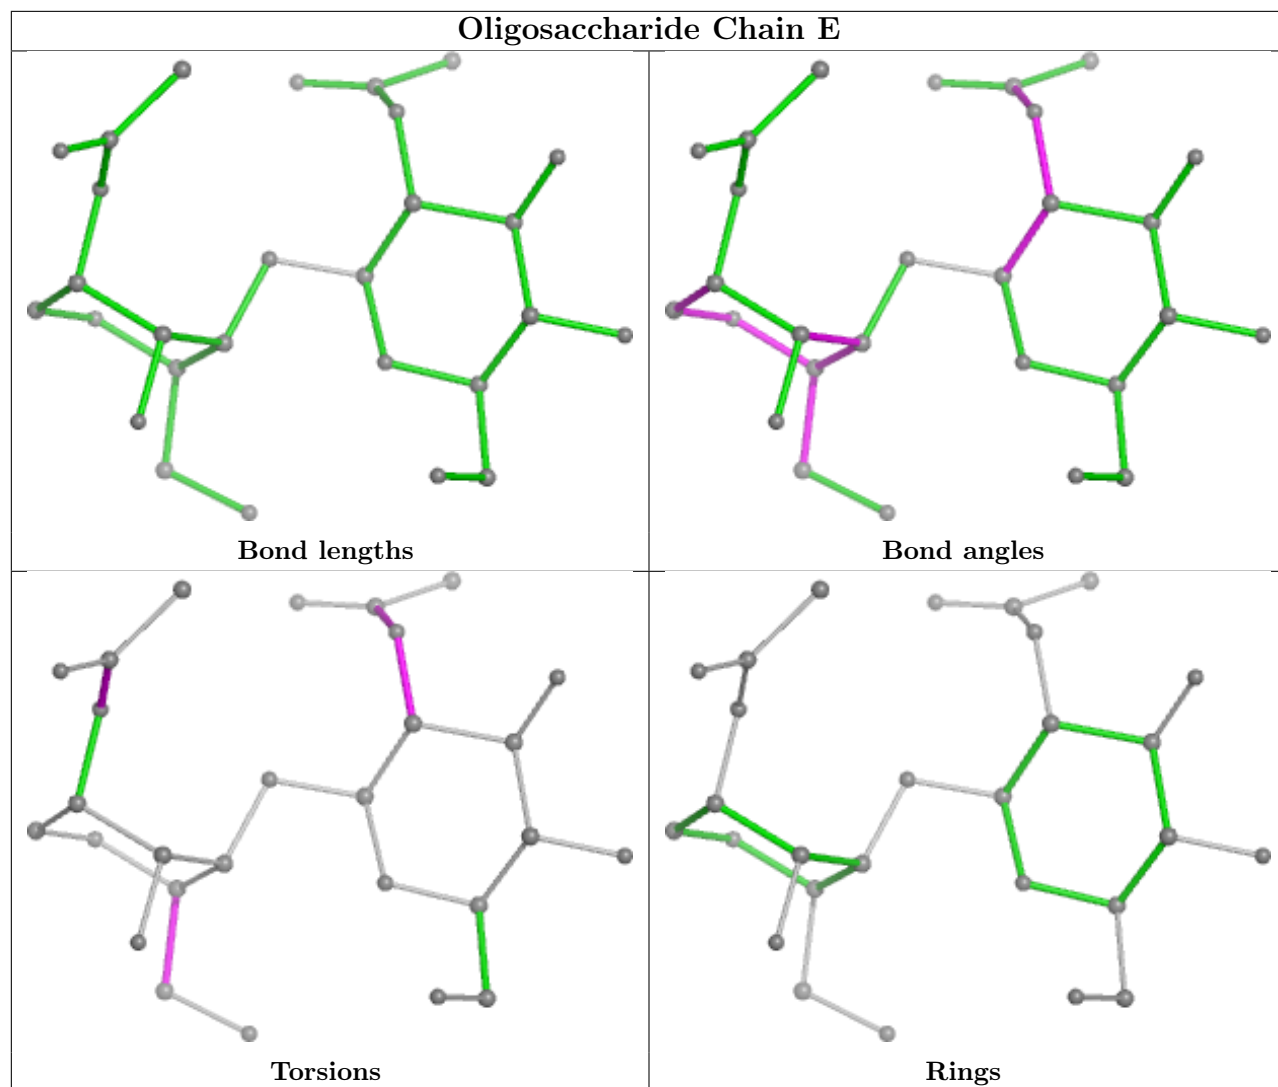 Oligosaccharide Chain E
Bond lengths
Bond angles
Torsions
Rings